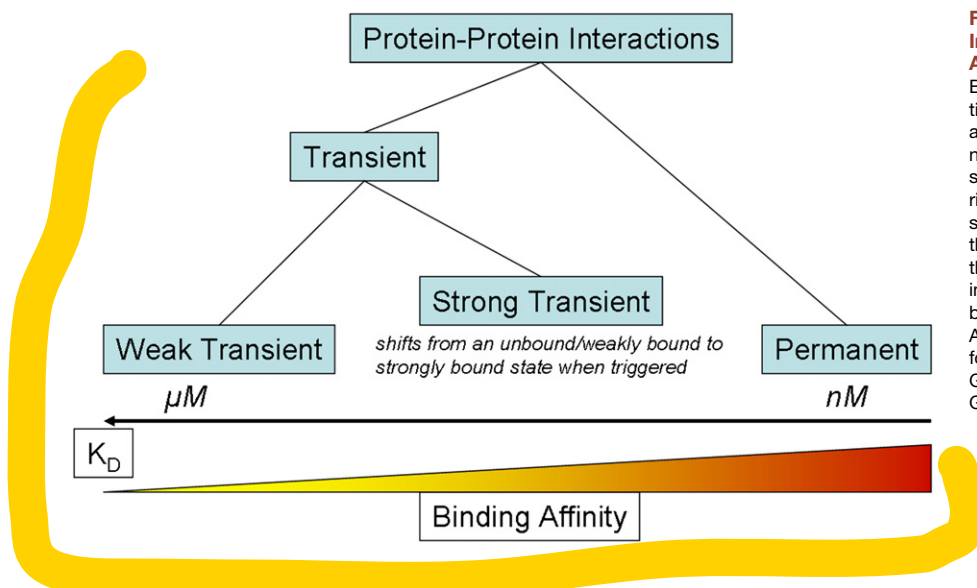 Protein-Protein Interactions
Transient
Strong Transient
shifts from an unbound/weakly bound to
strongly bound state when triggered
Weak Transient
Permanent
µM
nM
K_D
Binding Affinity